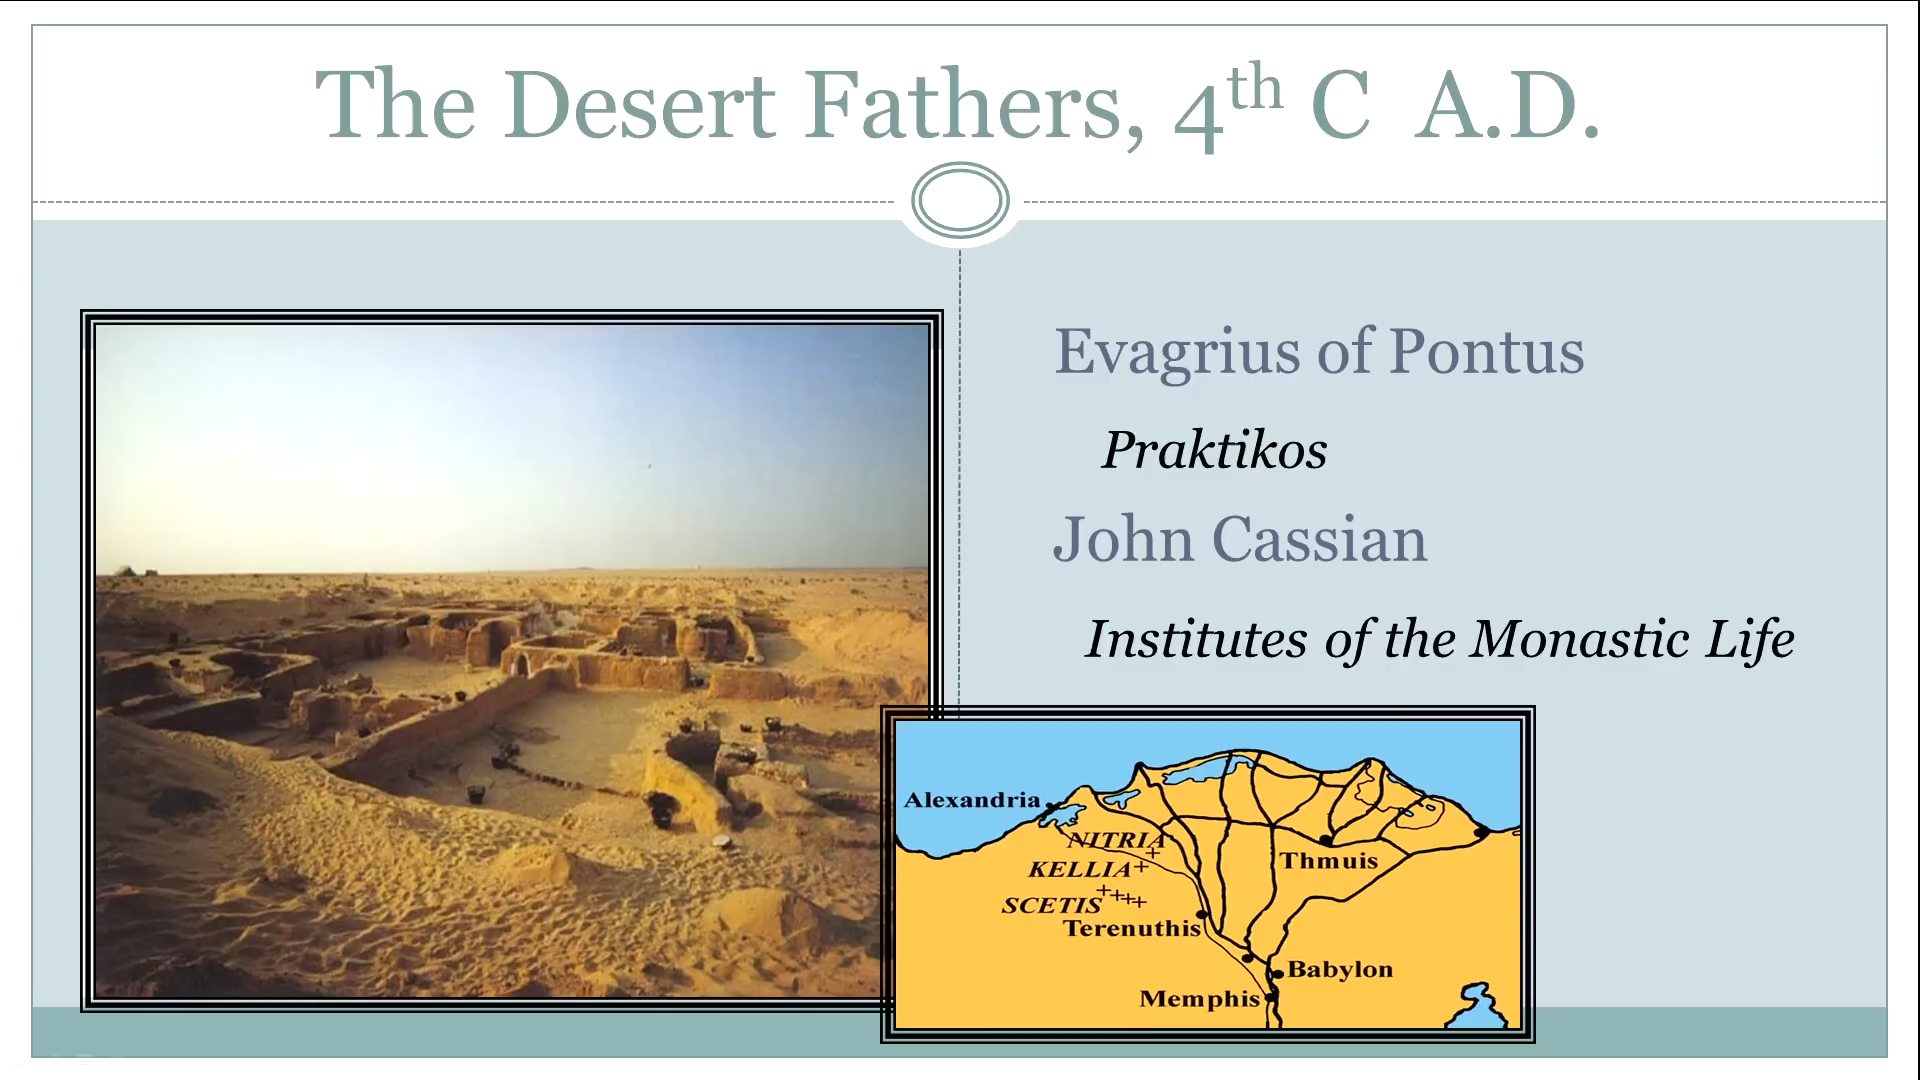 The Desert Fathers, 4th C A.D.
Evagrius of Pontus
Praktikos
John Cassian
Institutes of the Monastic Life
Alexandria
NITRIA
KELLIA
SCETIS
Terenuthis
Thmuis
Babylon
Memphis